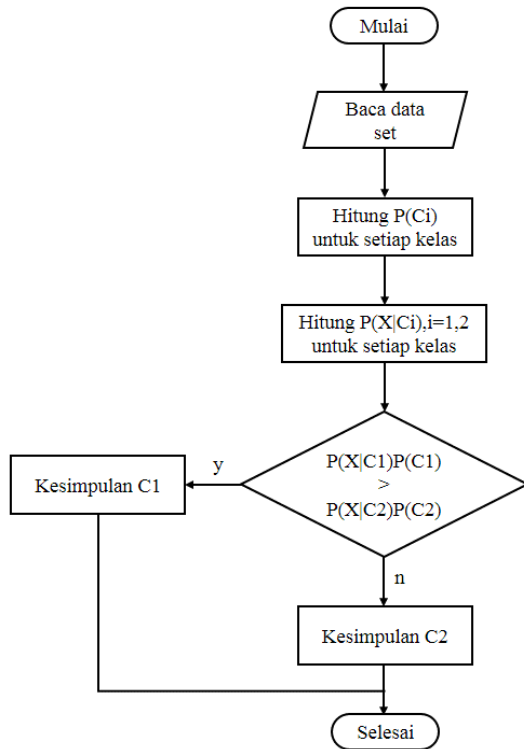 Mulai
Baca data
set
Hitung P(Ci)
untuk setiap kelas
Hitung P(X|Ci),i=1,2
untuk setiap kelas
P(X|C1)P(C1)
>
P(X|C2)P(C2)
y
Kesimpulan C1
n
Kesimpulan C2
Selesai